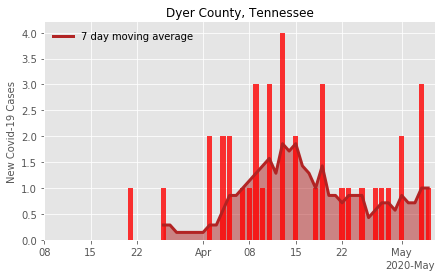 Dyer County, Tennessee
7 day moving average
New Covid-19 Cases
4.0
3.5
3.0
2.5
2.0
1.5
1.0
0.5
0.0
08 15 22 Apr 08 15 22 May
2020-May